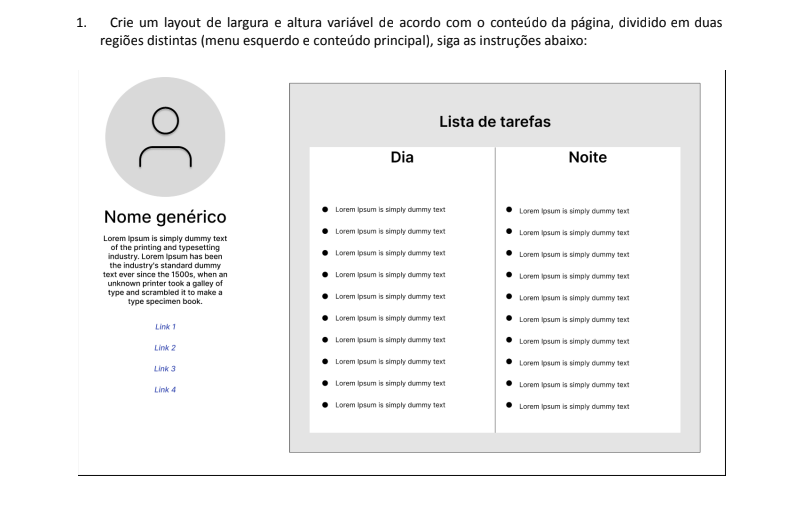 1. Crie um layout de largura e altura variável de acordo com o conteúdo da página, dividido em duas
regiões distintas (menu esquerdo e conteúdo principal), siga as instruções abaixo:
Nome genérico
Lorem Ipsum is simply dummy text
of the printing and typesetting
industry. Lorem Ipsum has been
the industry's standard dummy
text ever since the 1500s, when an
unknown printer took a galley of
type and scrambled it to make a
type specimen book.
Link 1
Link 2
Link 3
Link 4
Lista de tarefas
Dia
Lorem Ipsum is simply dummy text
Lorem Ipsum is simply dummy text
Lorem Ipsum is simply dummy text
Lorem Ipsum is simply dummy text
Lorem Ipsum is simply dummy text
Lorem Ipsum is simply dummy text
Lorem Ipsum is simply dummy text
Lorem Ipsum is simply dummy text
Lorem Ipsum is simply dummy text
Lorem Ipsum is simply dummy text
Noite
Lorem Ipsum is simply dummy text
Lorem Ipsum is simply dummy text
Lorem Ipsum is simply dummy text
Lorem Ipsum is simply dummy text
Lorem Ipsum is simply dummy text
Lorem Ipsum is simply dummy text
Lorem Ipsum is simply dummy text
Lorem Ipsum is simply dummy text
Lorem Ipsum is simply dummy text
Lorem Ipsum is simply dummy text